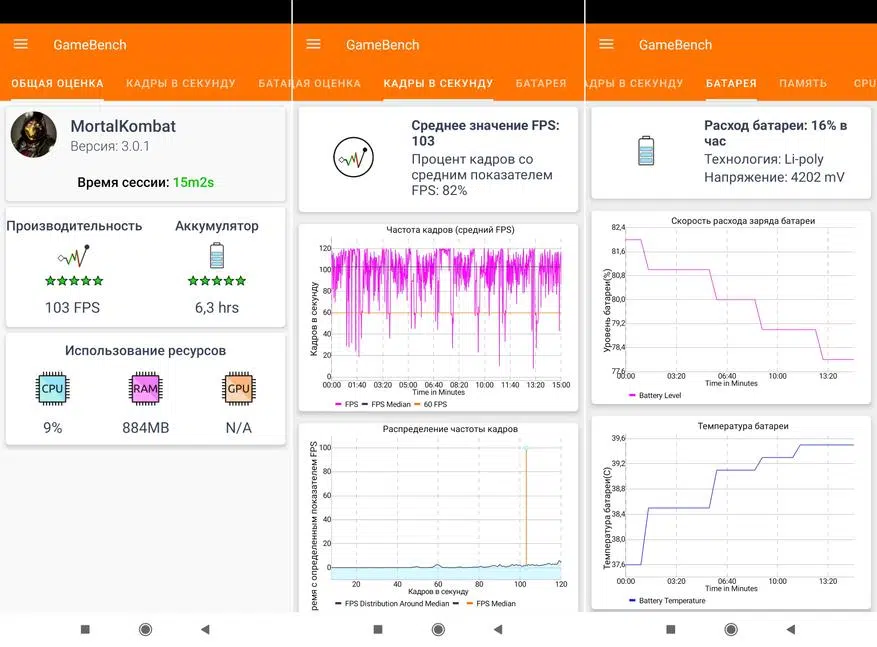 GameBench
ОБЩАЯ ОЦЕНКА КАДРЫ В СЕКУНДУ БАТА
MortalKombat
Версия: 3.0.1
Время сессии: 15m2s
Производительность Аккумулятор
103 FPS 6,3 hrs
Использование ресурсов
CPU RAM GPU
9% 884MB N/A
GameBench
АЯ ОЦЕНКА КАДРЫ В СЕКУНДУ БАТАРЕЯ
Среднее значение FPS:
103
Процент кадров со
средним показателем
FPS: 82%
Частота кадров (средний FPS)
Кадров в секунду
120
100
80
60
40
20
0
00:00 01:40 03:20 05:00 06:40 08:20 10:00 11:40 13:20 15:00
Time in Minutes
FPS FPS Median 60 FPS
Распределение частоты кадров
ремя с определенным показателем FPS
100
80
60
40
20
0
20 40 60 80 100 120
Кадров в секунду
FPS Distribution Around Median FPS Median
GameBench
АДРЫ В СЕКУНДУ БАТАРЕЯ ПАМЯТЬ CPU
Расход батареи: 16% в
час
Технология: Li-poly
Напряжение: 4202 mV
Скорость расхода заряда батареи
Уровень батареи(%)
82,4
81,6
80,8
80,0
79,2
78,4
77,6
00:00 03:20 06:40 10:00 13:20
Time in Minutes
Battery Level
Температура батареи
Температура батареи(C)
39,6
39,2
38,8
38,4
38,0
37,6
00:00 03:20 06:40 10:00 13:20
Time in Minutes
Battery Temperature